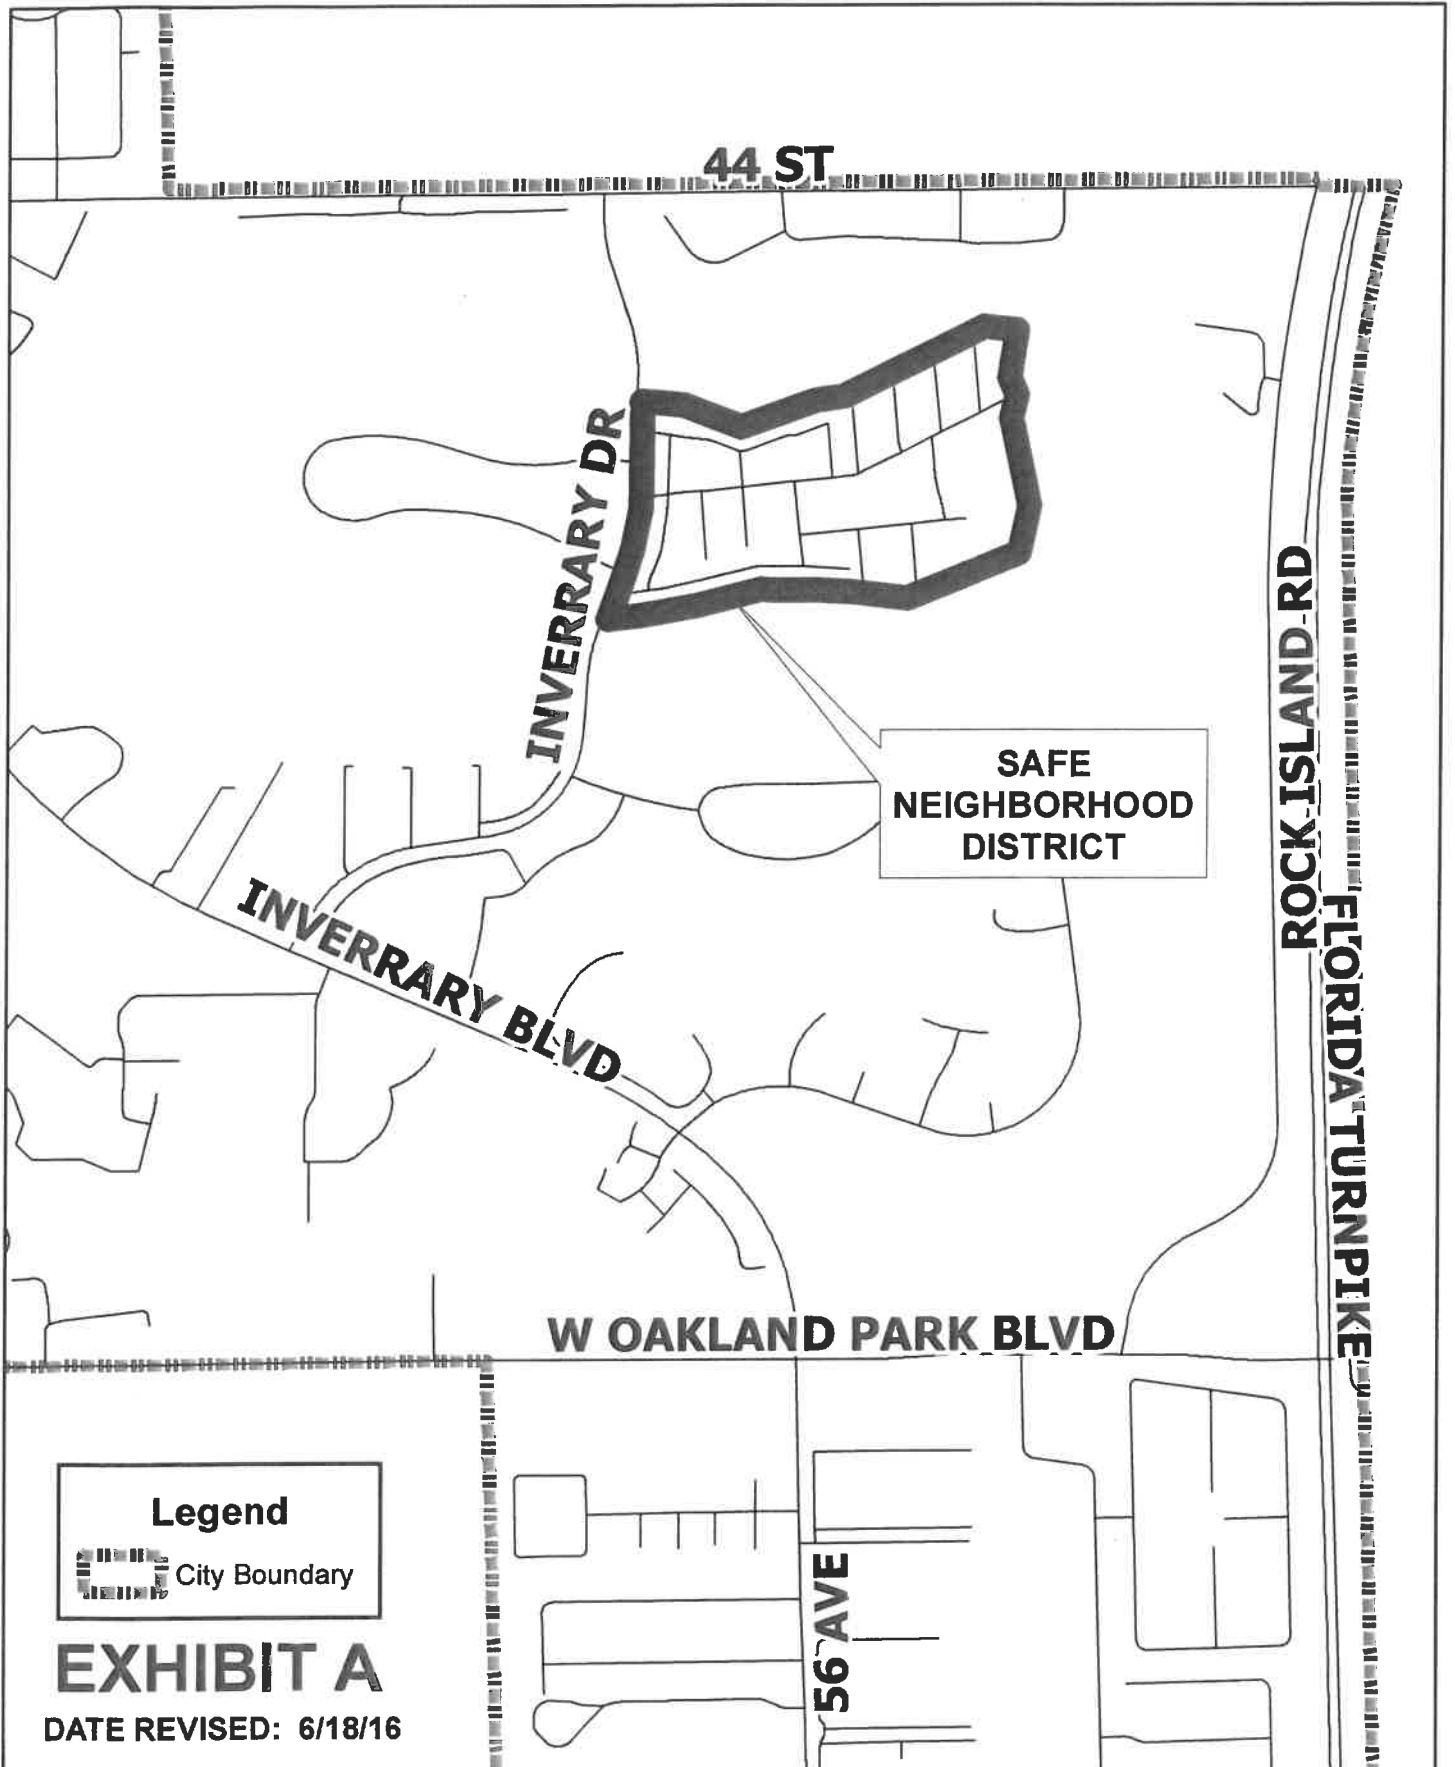 44 ST
INVERRARY DR
SAFE
NEIGHBORHOOD
DISTRICT
ROCK ISLAND RD
FLORIDA TURNPIKE
INVERRARY BLVD
W OAKLAND PARK BLVD
56 AVE
Legend
City Boundary
EXHIBIT A
DATE REVISED: 6/18/16